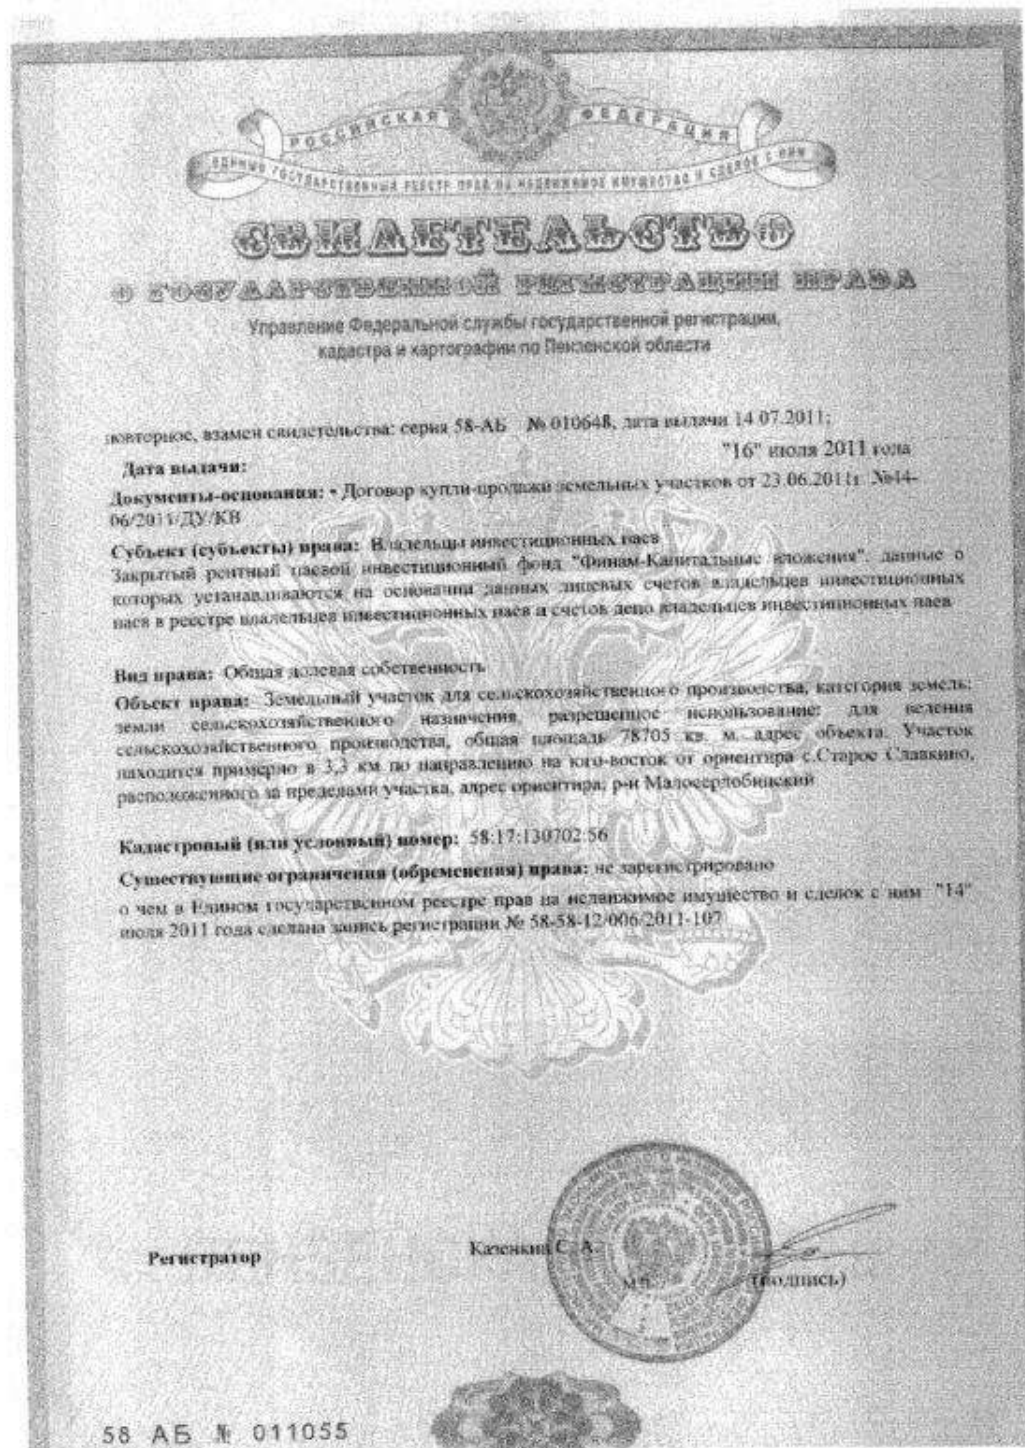 РОССИЙСКАЯ ФЕДЕРАЦИЯ
ЕДИНЫЙ ГОСУДАРСТВЕННЫЙ РЕЕСТР ПРАВ НА НЕДВИЖИМОЕ ИМУЩЕСТВО И СДЕЛОК С НИМ
СВИДЕТЕЛЬСТВО
О ГОСУДАРСТВЕННОЙ РЕГИСТРАЦИИ ПРАВА
Управление Федеральной службы государственной регистрации,
кадастра и картографии по Пензенской области
повторное, взамен свидетельства: серия 58-АБ № 010648, дата выдачи 14.07.2011;
Дата выдачи: "16" июля 2011 года
Документы-основания: • Договор купли-продажи земельных участков от 23.06.2011г. №14-
06/2011/ДУ/КВ
Субъект (субъекты) права: Владельцы инвестиционных паев
Закрытый рентный паевой инвестиционный фонд "Финам-Капитальные вложения", данные о
которых устанавливаются на основании данных лицевых счетов владельцев инвестиционных
паев в реестре владельцев инвестиционных паев и счетов депо владельцев инвестиционных паев
Вид права: Общая долевая собственность
Объект права: Земельный участок для сельскохозяйственного производства, категория земель:
земли сельскохозяйственного назначения, разрешенное использование: для ведения
сельскохозяйственного производства, общая площадь 78705 кв. м, адрес объекта: Участок
находится примерно в 3,3 км по направлению на юго-восток от ориентира с.Старое Славкино,
расположенного за пределами участка, адрес ориентира: р-н Малосердобинский
Кадастровый (или условный) номер: 58:17:130702:56
Существующие ограничения (обременения) права: не зарегистрировано
о чем в Едином государственном реестре прав на недвижимое имущество и сделок с ним "14"
июля 2011 года сделана запись регистрации № 58-58-12/006/2011-107
Регистратор Казенкин С. А.
М.П. (подпись)
58 АБ № 011055